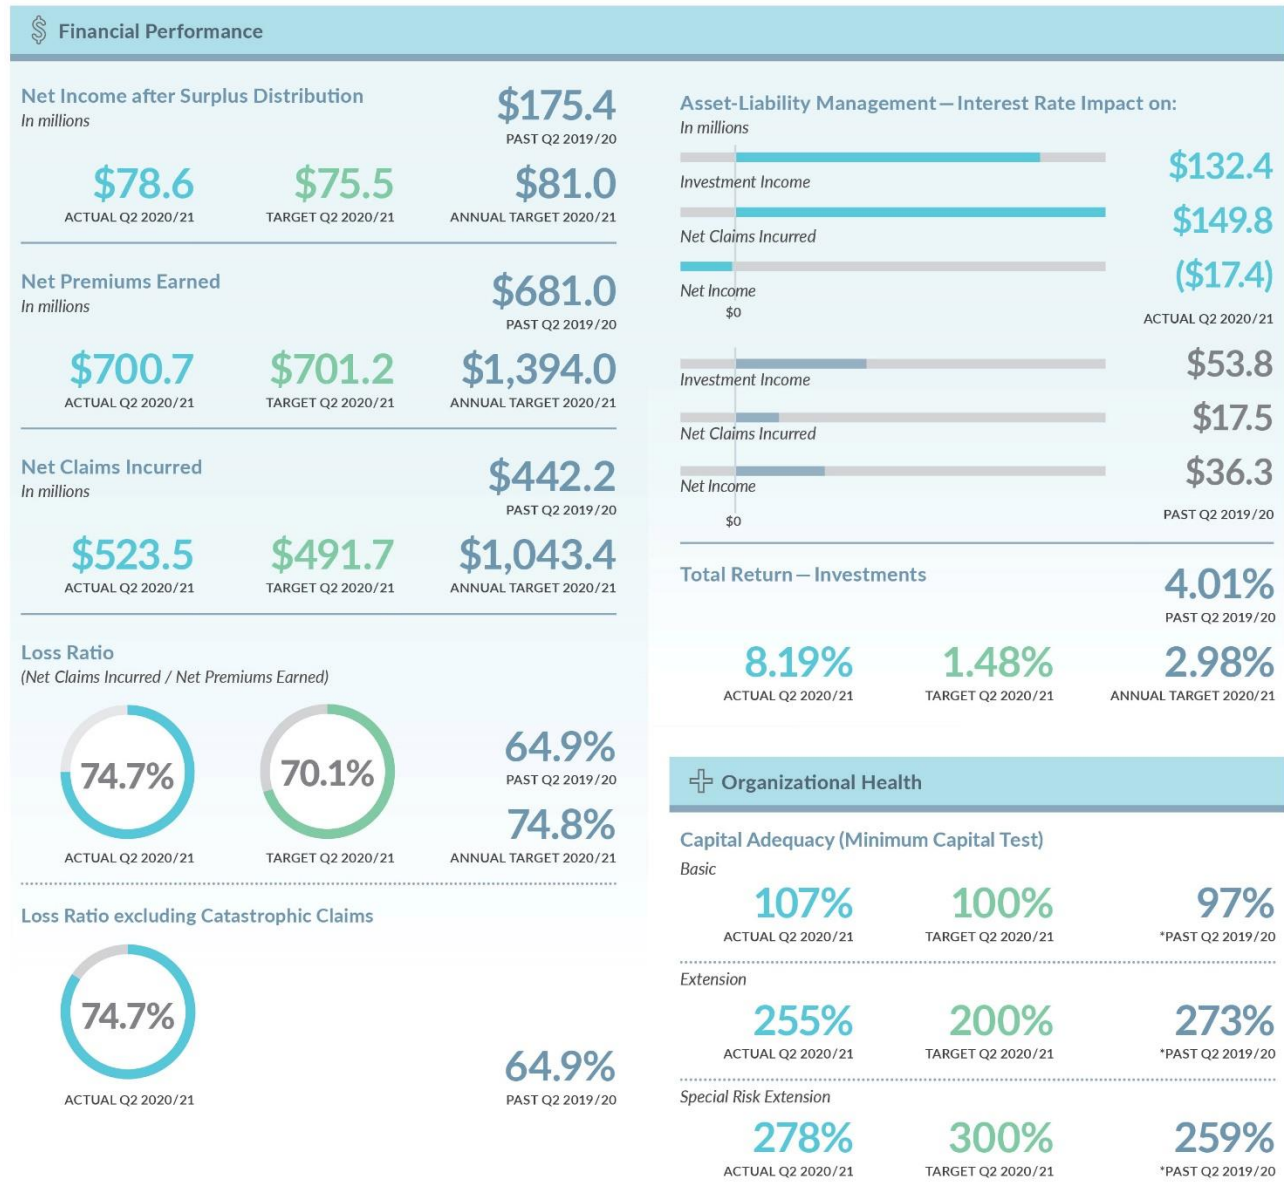 Financial Performance
Net Income after Surplus Distribution
In millions
$175.4
PAST Q2 2019/20
$78.6 $75.5 $81.0
ACTUAL Q2 2020/21 TARGET Q2 2020/21 ANNUAL TARGET 2020/21
Net Premiums Earned
In millions
$681.0
PAST Q2 2019/20
$700.7 $701.2 $1,394.0
ACTUAL Q2 2020/21 TARGET Q2 2020/21 ANNUAL TARGET 2020/21
Net Claims Incurred
In millions
$442.2
PAST Q2 2019/20
$523.5 $491.7 $1,043.4
ACTUAL Q2 2020/21 TARGET Q2 2020/21 ANNUAL TARGET 2020/21
Loss Ratio
(Net Claims Incurred / Net Premiums Earned)
74.7% 70.1%
64.9%
PAST Q2 2019/20
74.8%
ACTUAL Q2 2020/21 TARGET Q2 2020/21 ANNUAL TARGET 2020/21
Loss Ratio excluding Catastrophic Claims
74.7%
64.9%
ACTUAL Q2 2020/21 PAST Q2 2019/20
Asset-Liability Management—Interest Rate Impact on:
In millions
Investment Income $132.4
Net Claims Incurred $149.8
Net Income ($17.4)
$0
ACTUAL Q2 2020/21
Investment Income $53.8
Net Claims Incurred $17.5
Net Income $36.3
$0
PAST Q2 2019/20
Total Return—Investments
4.01%
PAST Q2 2019/20
8.19% 1.48% 2.98%
ACTUAL Q2 2020/21 TARGET Q2 2020/21 ANNUAL TARGET 2020/21
Organizational Health
Capital Adequacy (Minimum Capital Test)
Basic
107% 100% 97%
ACTUAL Q2 2020/21 TARGET Q2 2020/21 *PAST Q2 2019/20
Extension
255% 200% 273%
ACTUAL Q2 2020/21 TARGET Q2 2020/21 *PAST Q2 2019/20
Special Risk Extension
278% 300% 259%
ACTUAL Q2 2020/21 TARGET Q2 2020/21 *PAST Q2 2019/20